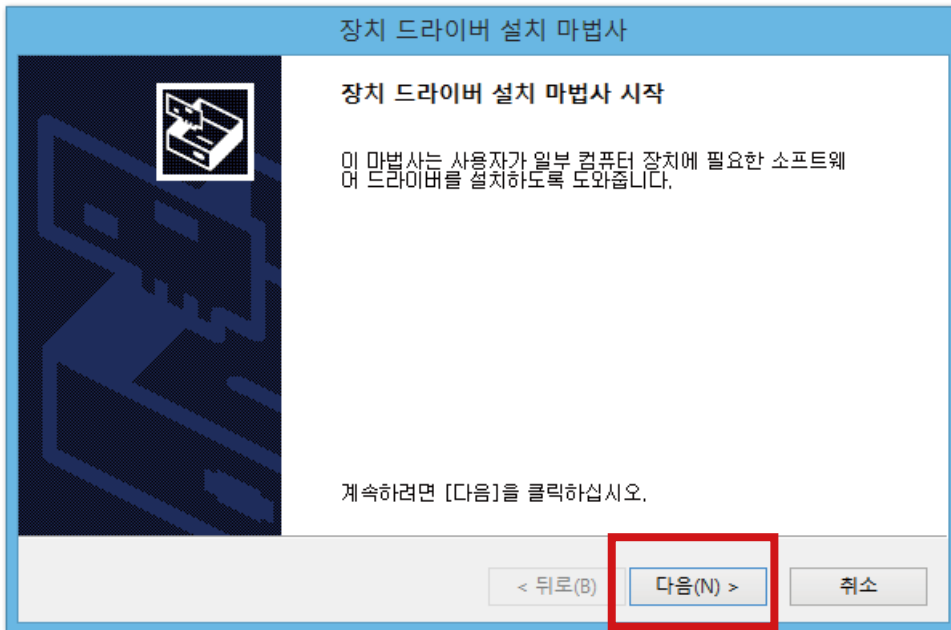 장치 드라이버 설치 마법사
장치 드라이버 설치 마법사 시작
이 마법사는 사용자가 일부 컴퓨터 장치에 필요한 소프트웨
어 드라이버를 설치하도록 도와줍니다.
계속하려면 [다음]을 클릭하십시오.
< 뒤로(B) 다음(N) > 취소